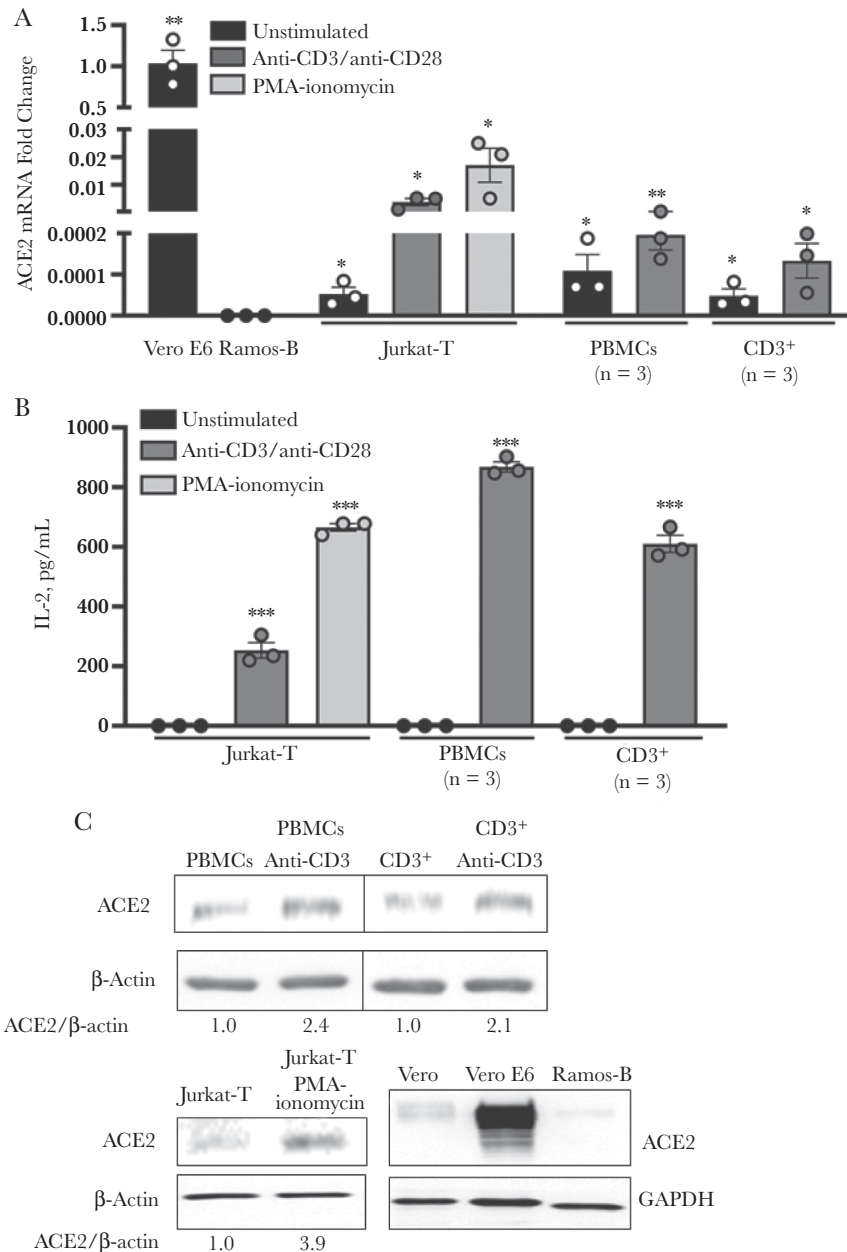 A
ACE2 mRNA Fold Change
1.5
1.0
0.5
0.03
0.02
0.01
0.0002
0.0001
0.0000
Unstimulated
Anti-CD3/anti-CD28
PMA-ionomycin
**
*
*
*
*
**
*
*
Vero E6 Ramos-B
Jurkat-T
PBMCs
(n = 3)
CD3+
(n = 3)
B
IL-2, pg/mL
1000
800
600
400
200
0
Unstimulated
Anti-CD3/anti-CD28
PMA-ionomycin
***
***
***
***
Jurkat-T
PBMCs
(n = 3)
CD3+
(n = 3)
C
PBMCs
PBMCs Anti-CD3
CD3+
CD3+ Anti-CD3
ACE2
β-Actin
ACE2/β-actin 1.0 2.4 1.0 2.1
Jurkat-T
Jurkat-T
PMA-
ionomycin
ACE2
β-Actin
ACE2/β-actin 1.0 3.9
Vero Vero E6 Ramos-B
ACE2
GAPDH